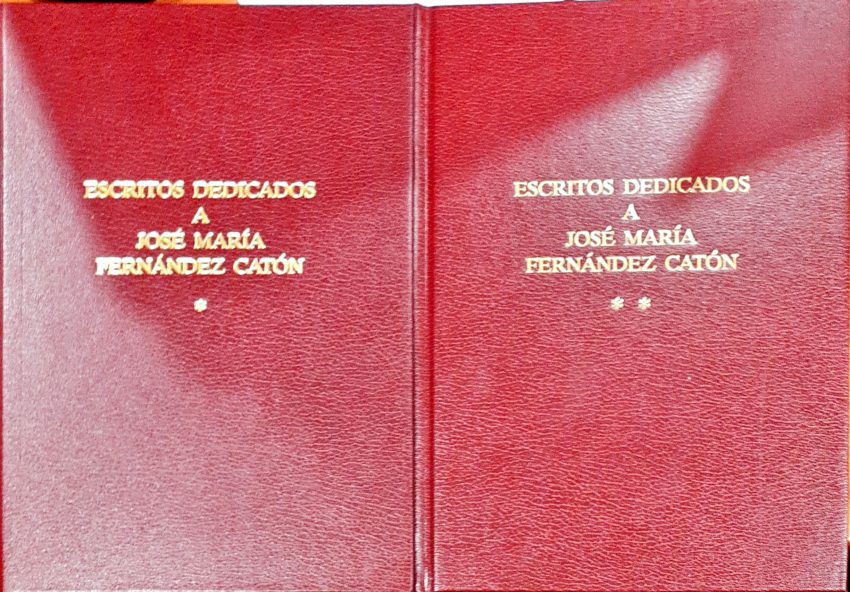 ESCRITOS DEDICADOS
A
JOSÉ MARÍA
FERNÁNDEZ CATÓN
*
ESCRITOS DEDICADOS
A
JOSÉ MARÍA
FERNÁNDEZ CATÓN
* *